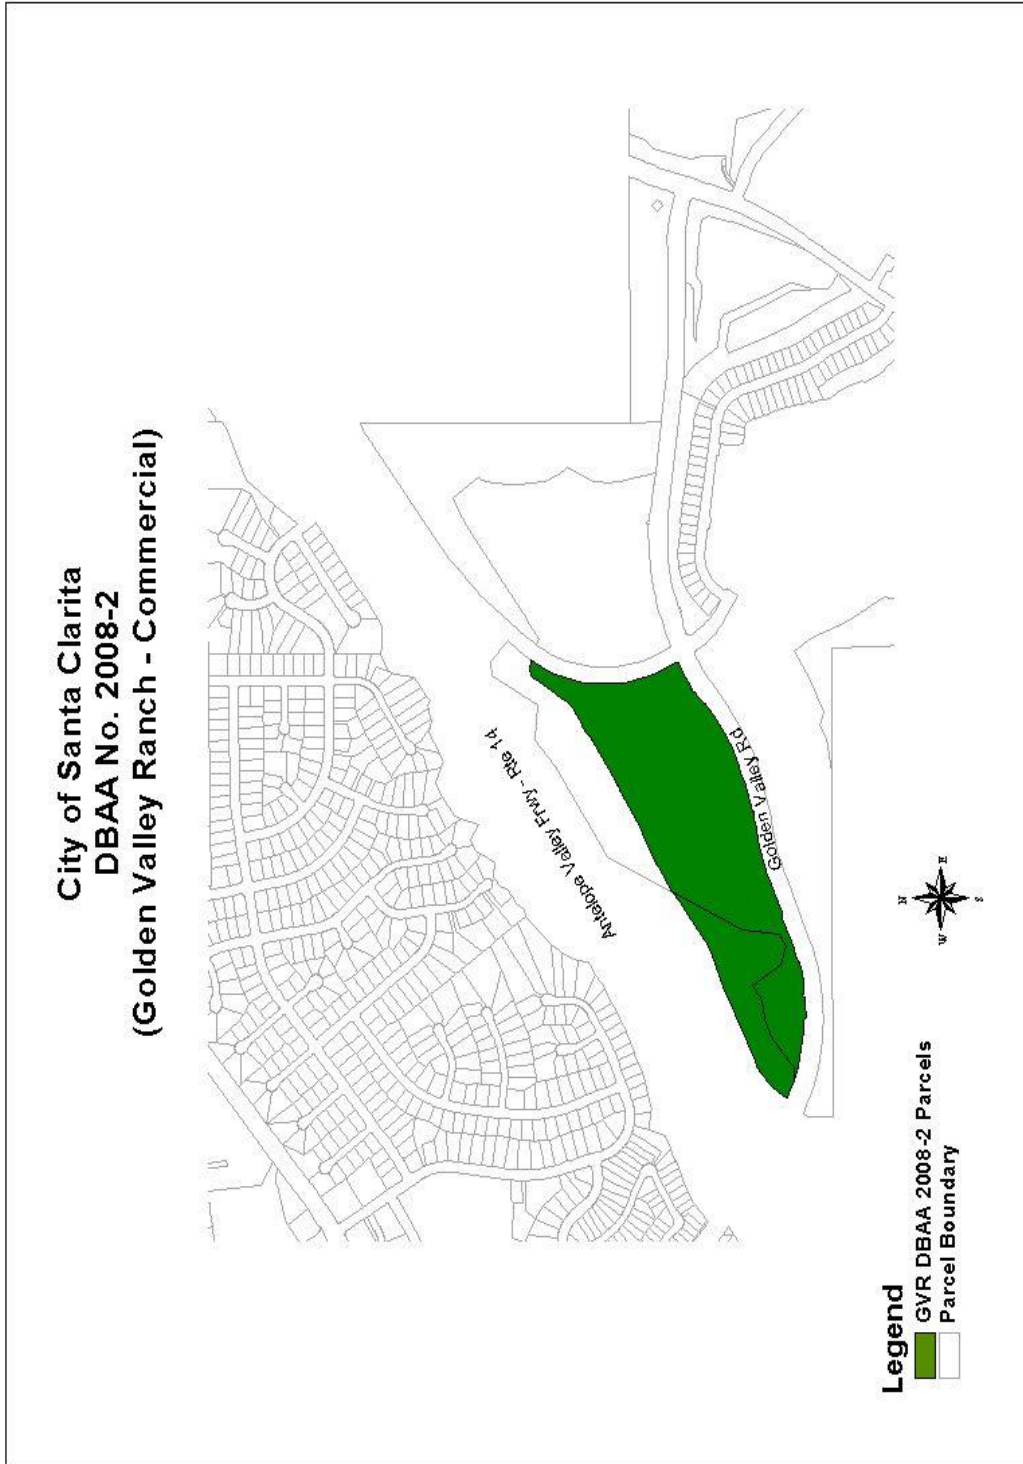 City of Santa Clarita
DBAA No. 2008-2
(Golden Valley Ranch - Commercial)
Antelope Valley Frwy - Rte 14
Golden Valley Rd
N
W
E
S
Legend
GVR DBAA 2008-2 Parcels
Parcel Boundary